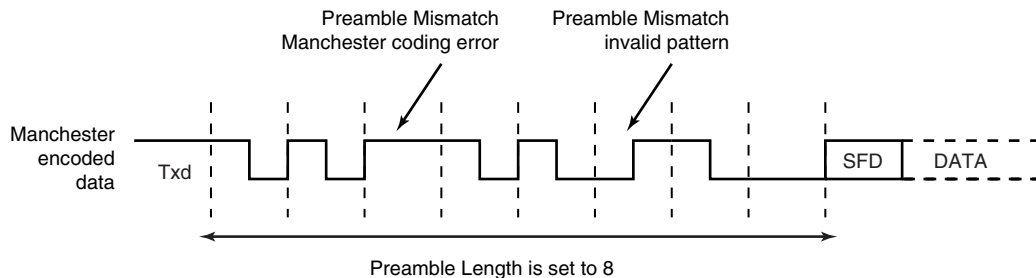 Preamble Mismatch
Manchester coding error
Preamble Mismatch
invalid pattern
Manchester
encoded
data
Txd
SFD
DATA
Preamble Length is set to 8